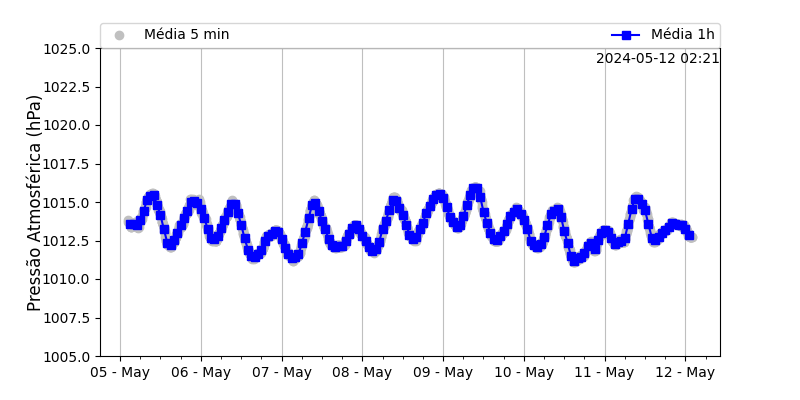 Média 5 min
Média 1h
2024-05-12 02:21
Pressão Atmosférica (hPa)
1025.0
1022.5
1020.0
1017.5
1015.0
1012.5
1010.0
1007.5
1005.0
05 - May
06 - May
07 - May
08 - May
09 - May
10 - May
11 - May
12 - May